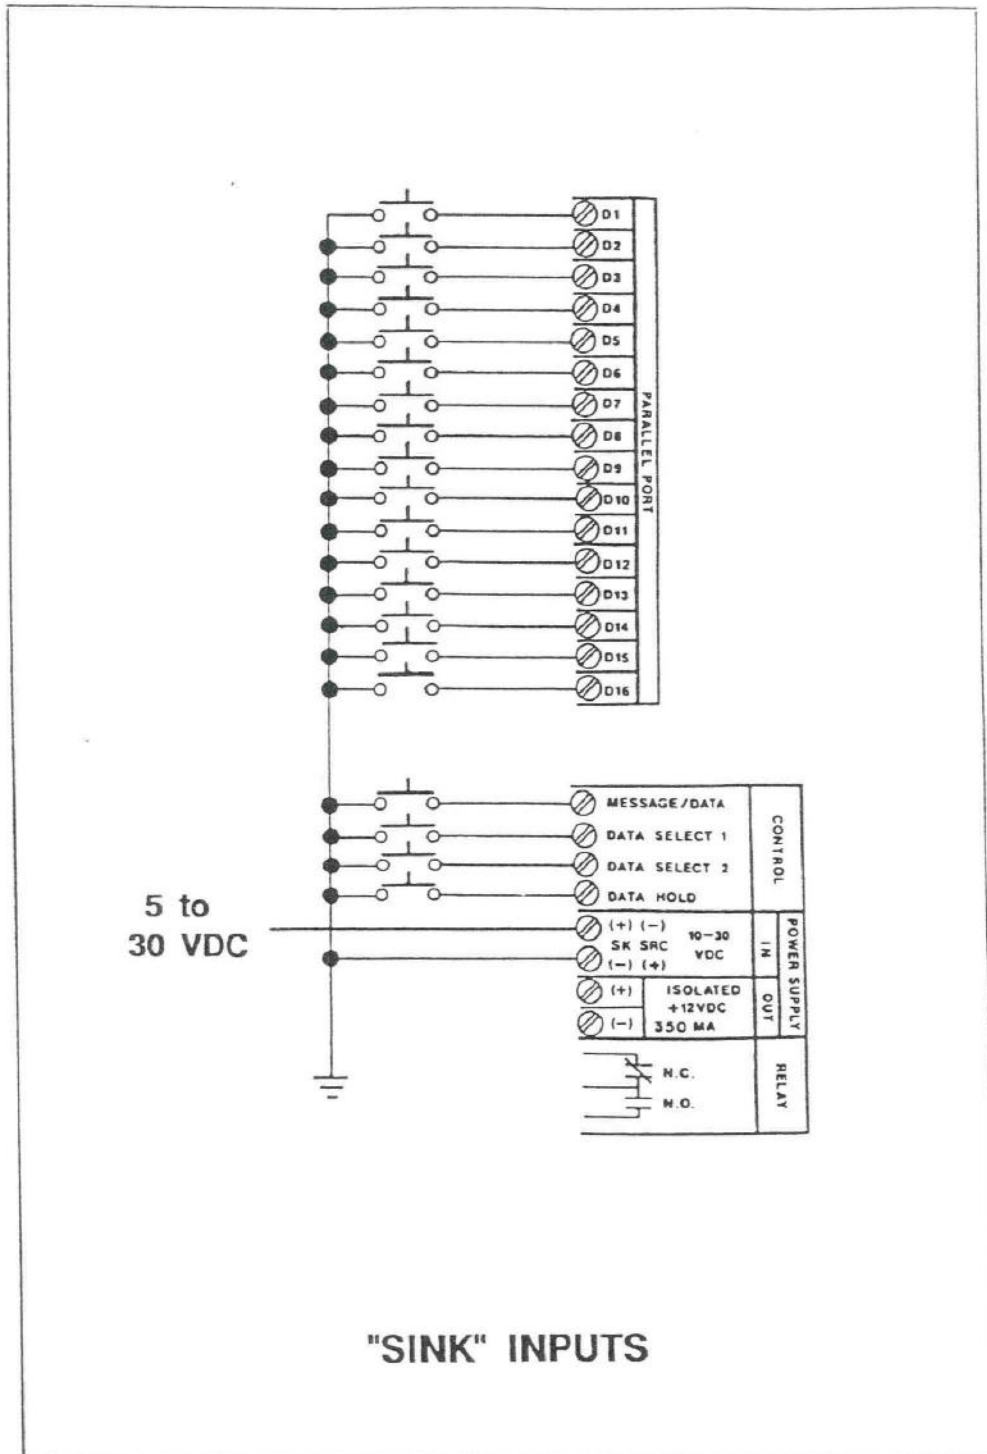 D1
D2
D3
D4
D5
D6
D7
D8
D9
D10
D11
D12
D13
D14
D15
D16
PARALLEL PORT
MESSAGE/DATA
DATA SELECT 1
DATA SELECT 2
DATA HOLD
CONTROL
5 to
30 VDC
(+) (-)
SK SRC
(-) (+)
10-30
VDC
IN
POWER SUPPLY
(+)
(-)
ISOLATED
+12VDC
350 MA
OUT
N.C.
N.O.
RELAY
"SINK" INPUTS